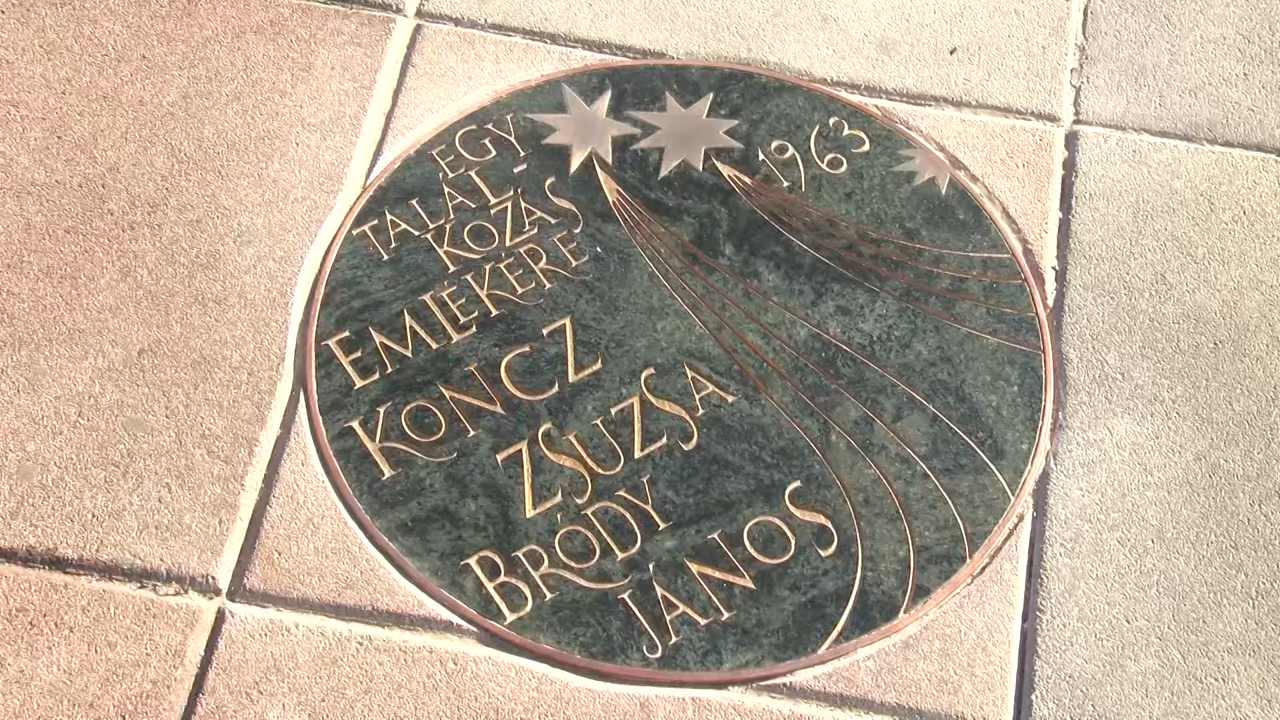 1963
EGY
TALÁL-
KOZÁS
EMLÉKÉRE
KONCZ
ZSUZSA
BRÓDY
JÁNOS